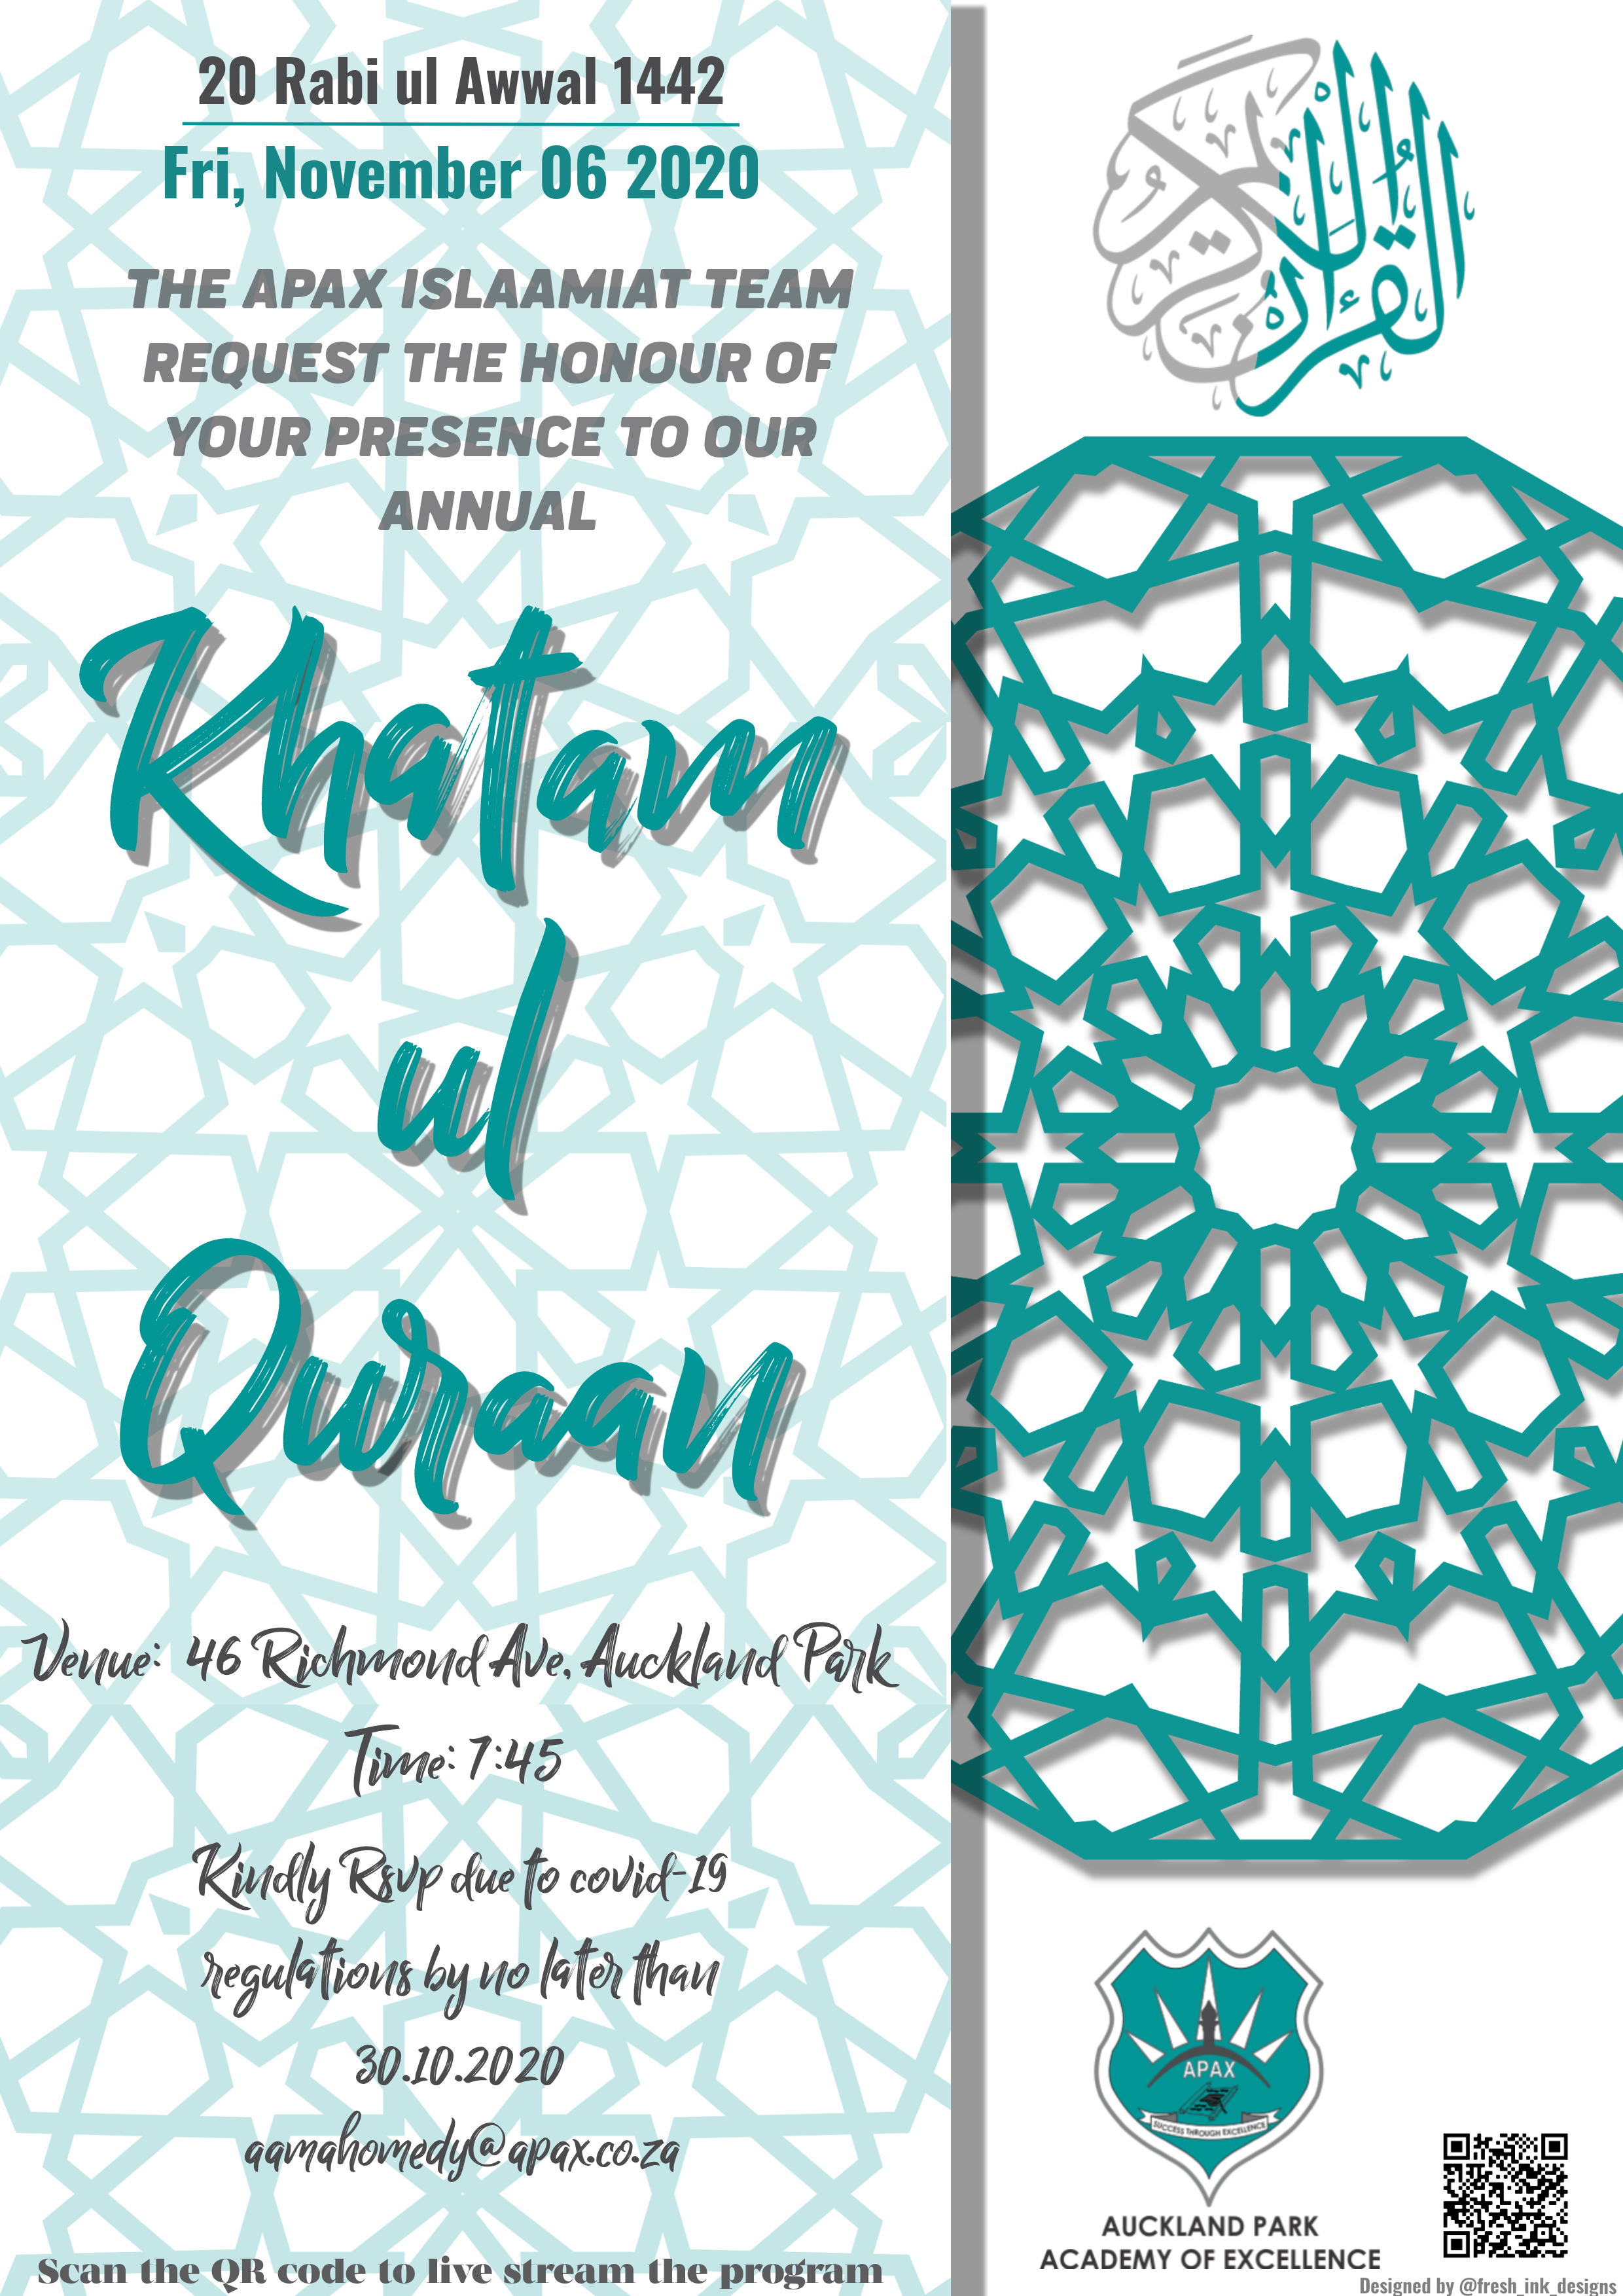 20 Rabi ul Awwal 1442
Fri, November 06 2020
THE APAX ISLAAMIAT TEAM
REQUEST THE HONOUR OF
YOUR PRESENCE TO OUR
ANNUAL
Khatam
ul
Quraan
Venue: 46 Richmond Ave, Auckland Park
Time: 7:45
Kindly Rsvp due to covid-19
regulations by no later than
30.10.2020
aamahomedy@apax.co.za
Scan the QR code to live stream the program
القرآن الكريم
APAX
SUCCESS THROUGH EXCELLENCE
AUCKLAND PARK
ACADEMY OF EXCELLENCE
Designed by @fresh_ink_designs